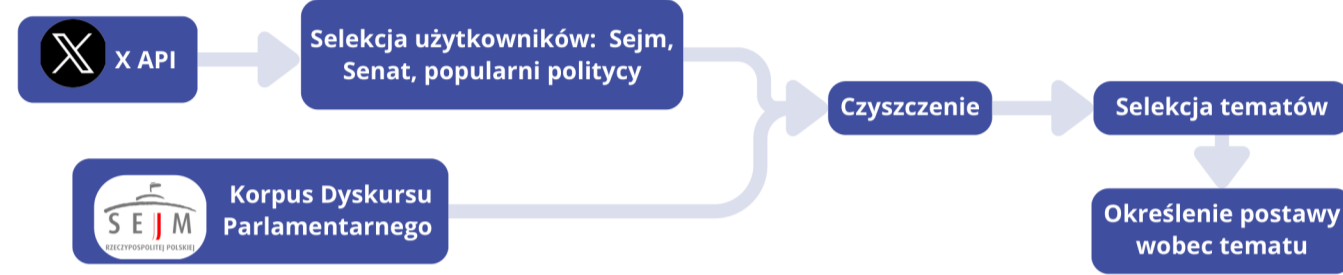 X API
Selekcja użytkowników: Sejm,
Senat, popularni politycy
Czyszczenie
Selekcja tematów
Korpus Dyskursu
Parlamentarnego
SEJM
RZECZYPOSPOLITEJ POLSKIEJ
Określenie postawy
wobec tematu